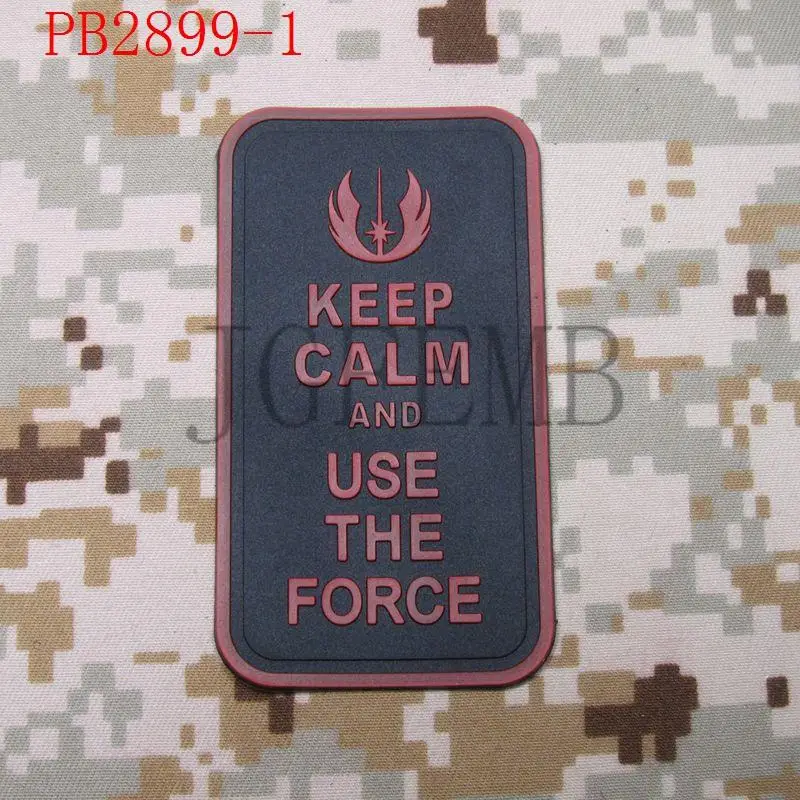 PB2899-1
KEEP
CALM
AND
USE
THE
FORCE